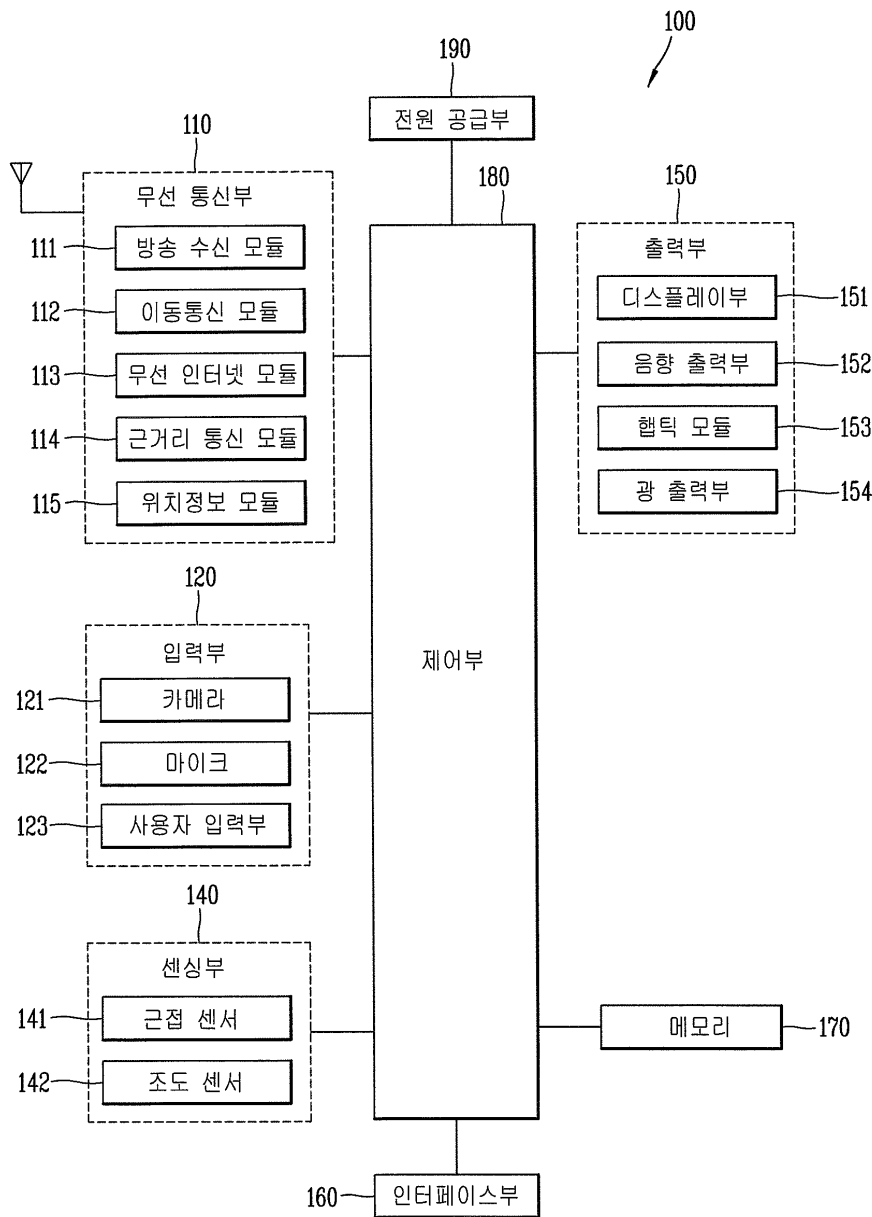 100
190
전원 공급부
110
무선 통신부
111 방송 수신 모듈
112 이동통신 모듈
113 무선 인터넷 모듈
114 근거리 통신 모듈
115 위치정보 모듈
120
입력부
121 카메라
122 마이크
123 사용자 입력부
140
센싱부
141 근접 센서
142 조도 센서
180
제어부
150
출력부
디스플레이부 151
음향 출력부 152
햅틱 모듈 153
광 출력부 154
메모리 170
160 인터페이스부